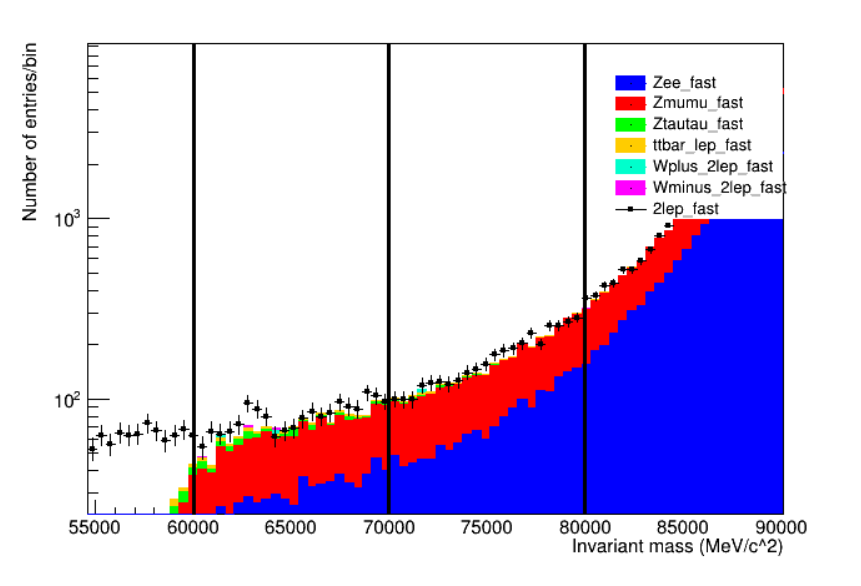 Number of entries/bin
Zee_fast
Zmumu_fast
Ztautau_fast
ttbar_lep_fast
Wplus_2lep_fast
Wminus_2lep_fast
2lep_fast
10^3
10^2
55000 60000 65000 70000 75000 80000 85000 90000
Invariant mass (MeV/c^2)